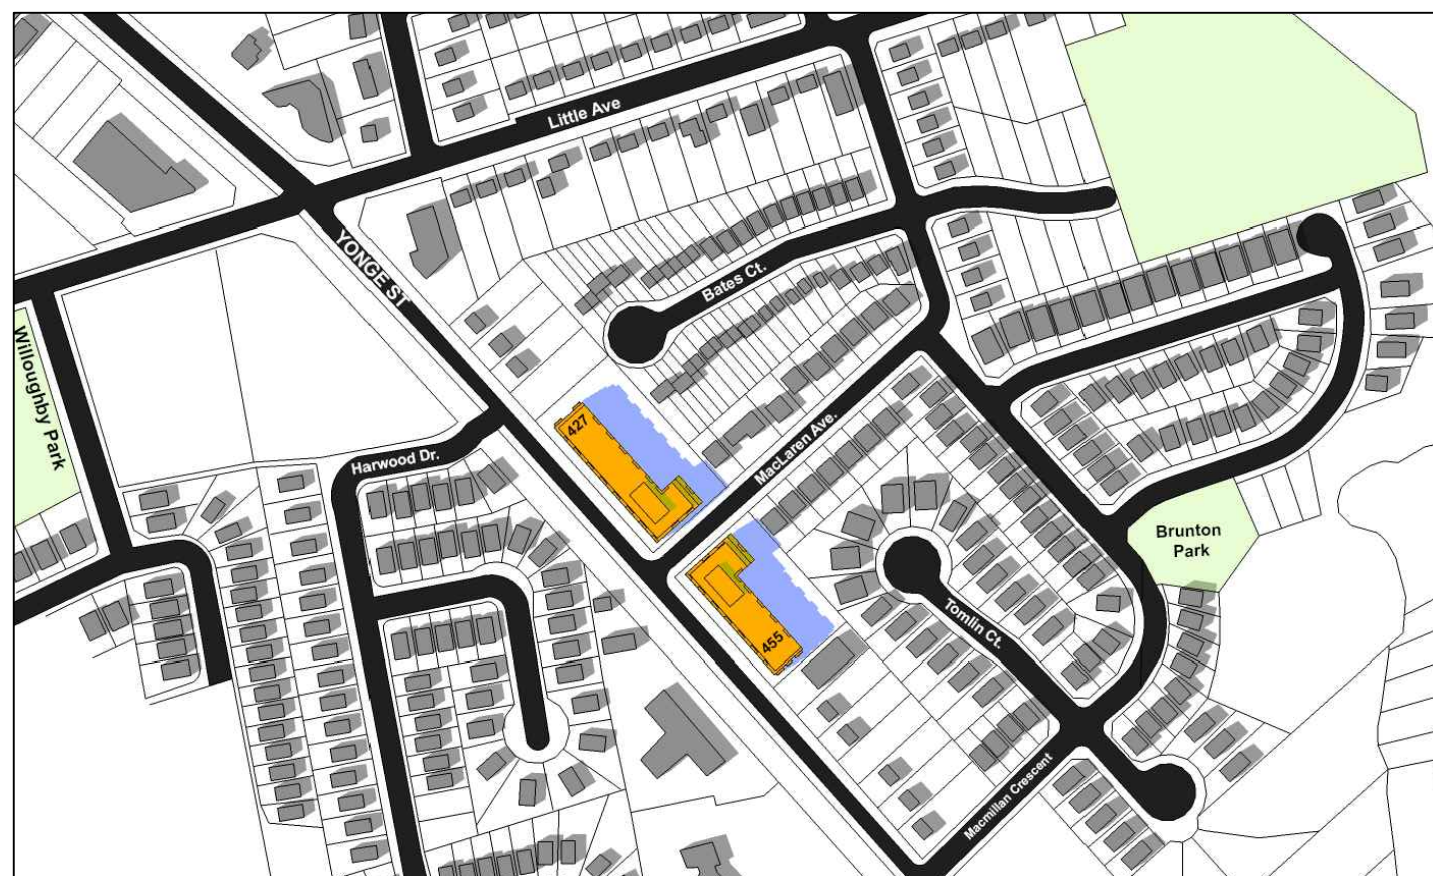 Little Ave
YONGE ST
Bates Ct.
Willoughby Park
427
MacLaren Ave.
Harwood Dr.
Brunton
Park
455
Tomlin Ct.
Macmillan Crescent